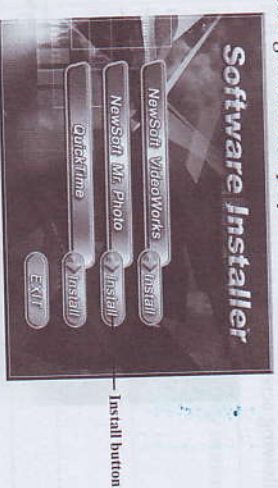 Software Installer
NewSoft VideoWorks Install
NewSoft Mr. Photo Install
QuickTime Install
EXIT
Install button